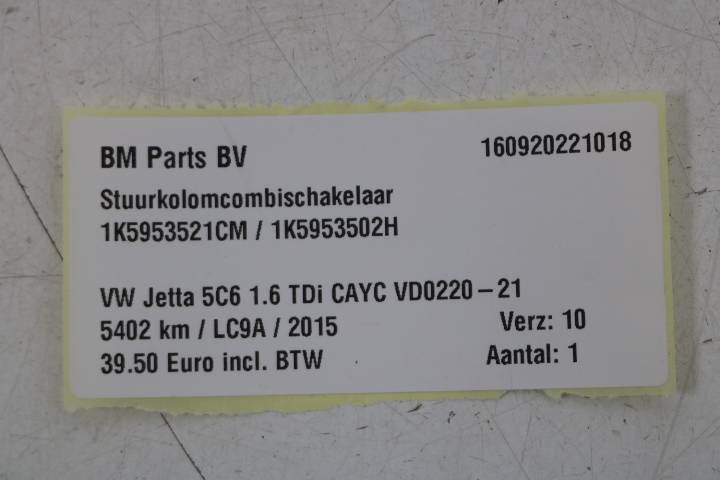 BM Parts BV 160920221018
Stuurkolomcombischakelaar
1K5953521CM / 1K5953502H
VW Jetta 5C6 1.6 TDi CAYC VD0220-21
5402 km / LC9A / 2015 Verz: 10
39.50 Euro incl. BTW Aantal: 1